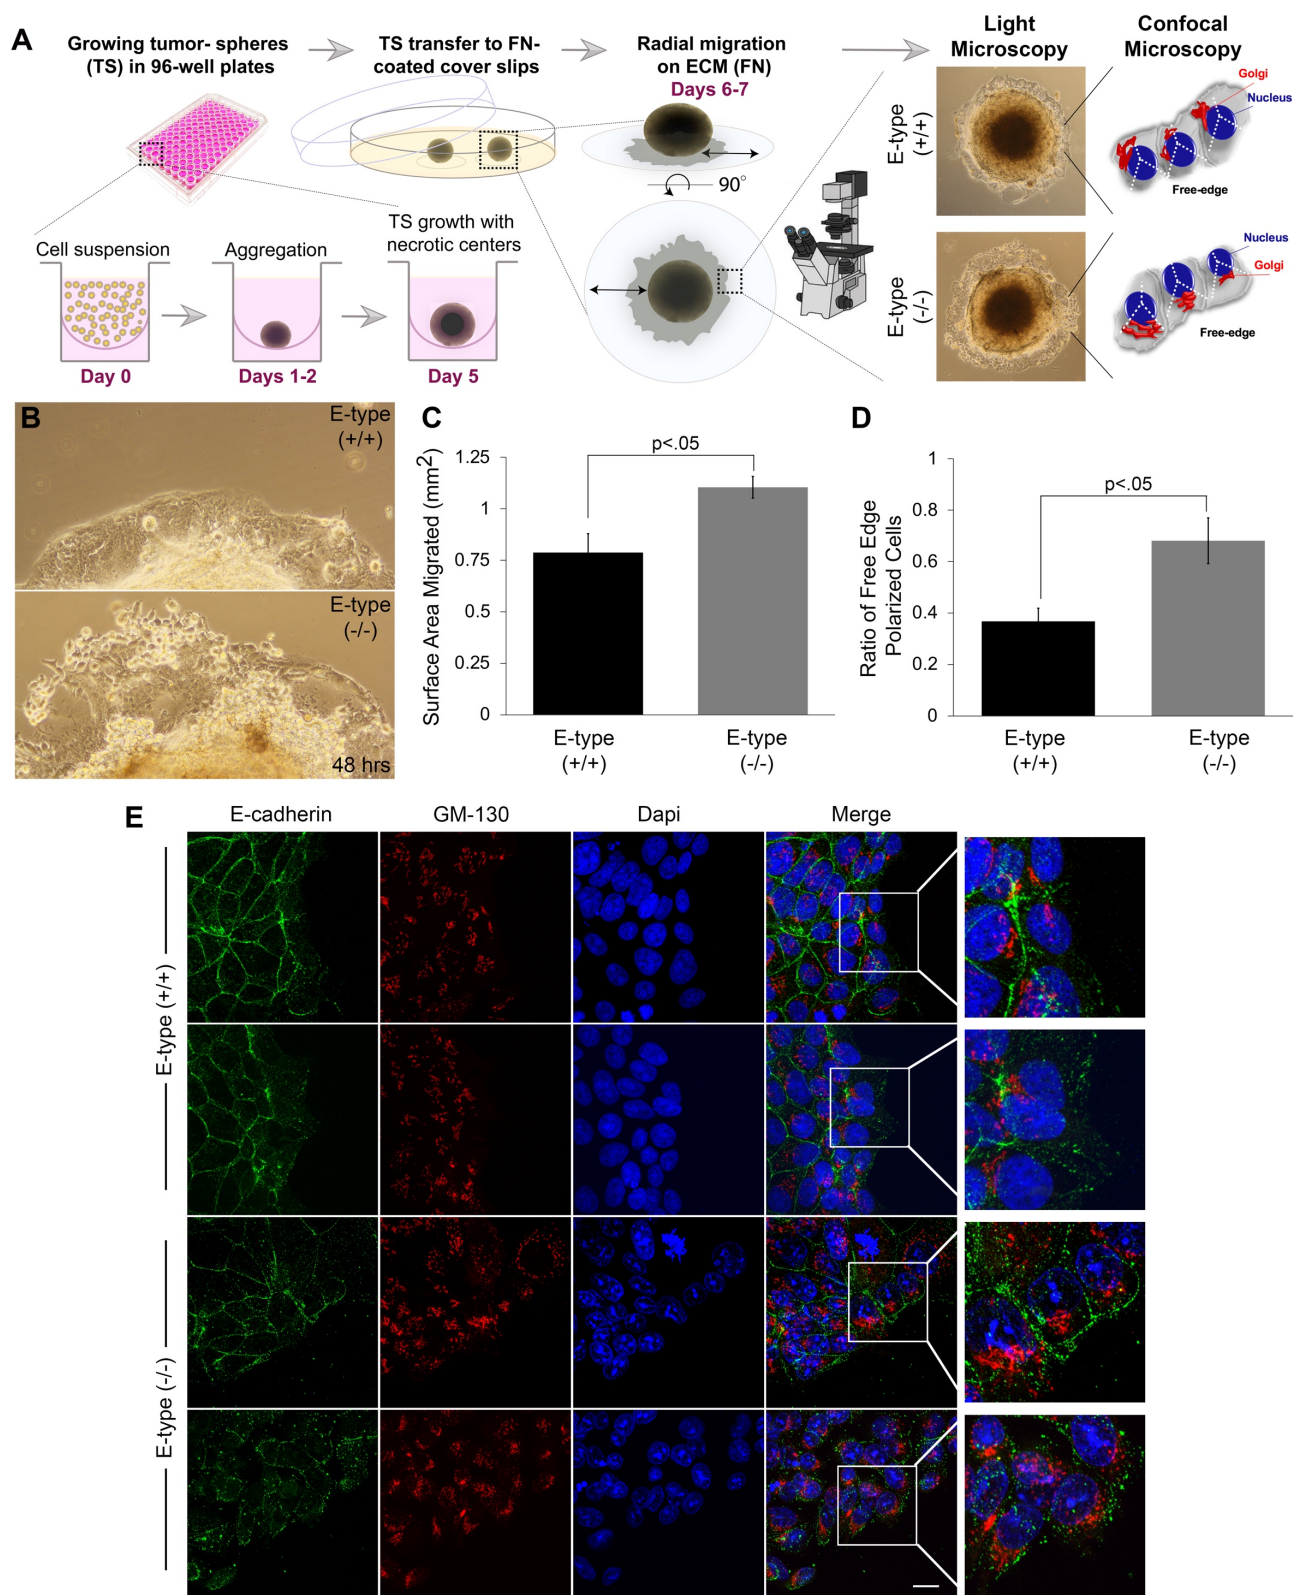 A
Growing tumor- spheres
(TS) in 96-well plates
TS transfer to FN-
coated cover slips
Radial migration
on ECM (FN)
Days 6-7
Light
Microscopy
Confocal
Microscopy
E-type
(+/+)
Golgi
Nucleus
Free-edge
90°
TS growth with
necrotic centers
Cell suspension
Aggregation
Day 0
Days 1-2
Day 5
E-type
(-/-)
Nucleus
Golgi
Free-edge
B
E-type
(+/+)
E-type
(-/-)
48 hrs
C
Surface Area Migrated (mm²)
1.25
1
0.75
0.5
0.25
0
p<.05
E-type
(+/+)
E-type
(-/-)
D
Ratio of Free Edge
Polarized Cells
1
0.8
0.6
0.4
0.2
0
p<.05
E-type
(+/+)
E-type
(-/-)
E
E-cadherin
GM-130
Dapi
Merge
E-type (+/+)
E-type (-/-)